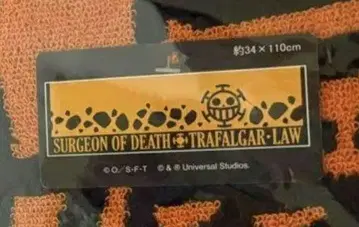 約34×110cm
SURGEON OF DEATH TRAFALGAR・LAW
©O／S・F・T ©&® Universal Studios.